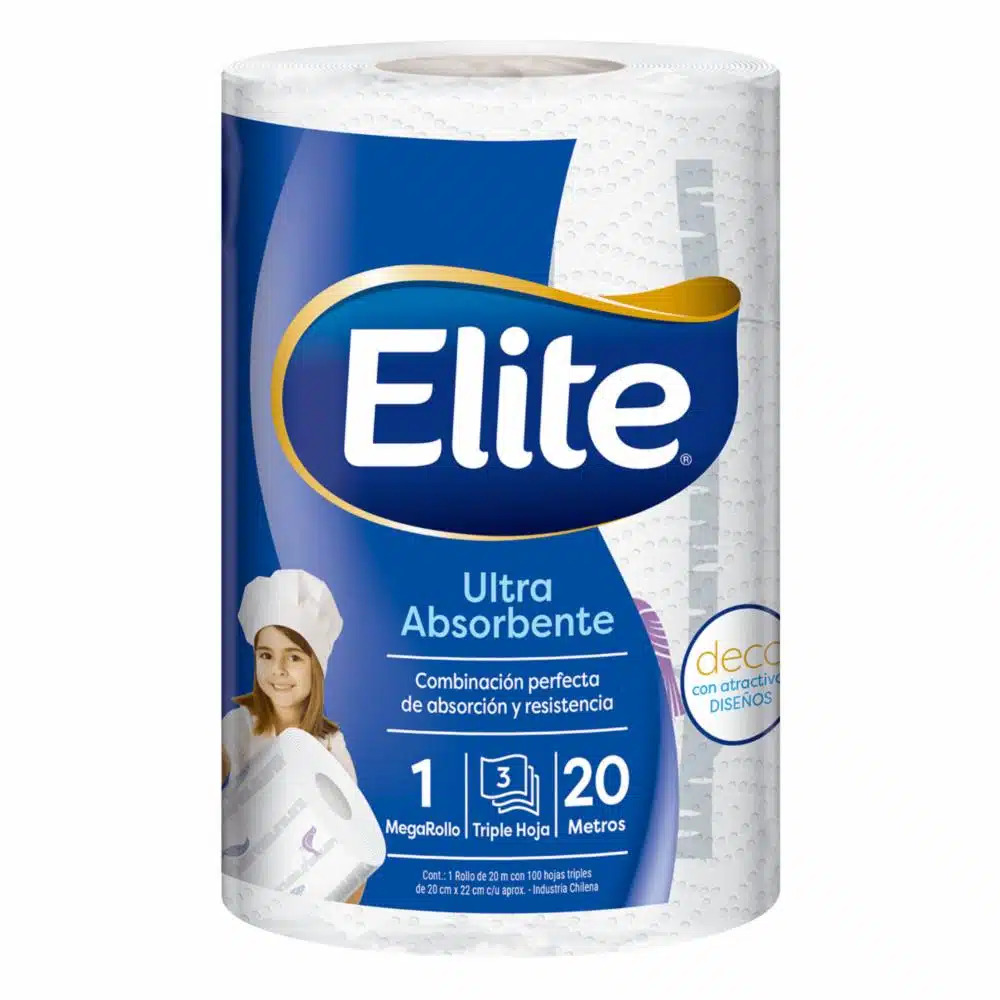 Elite®
Ultra
Absorbente
Combinación perfecta
de absorción y resistencia
1
MegaRollo
3
Triple Hoja
20
Metros
Cont.: 1 Rollo de 20 m con 100 hojas triples
de 20 cm x 22 cm c/u aprox. - Industria Chilena
deco
con atractivo
DISEÑOS